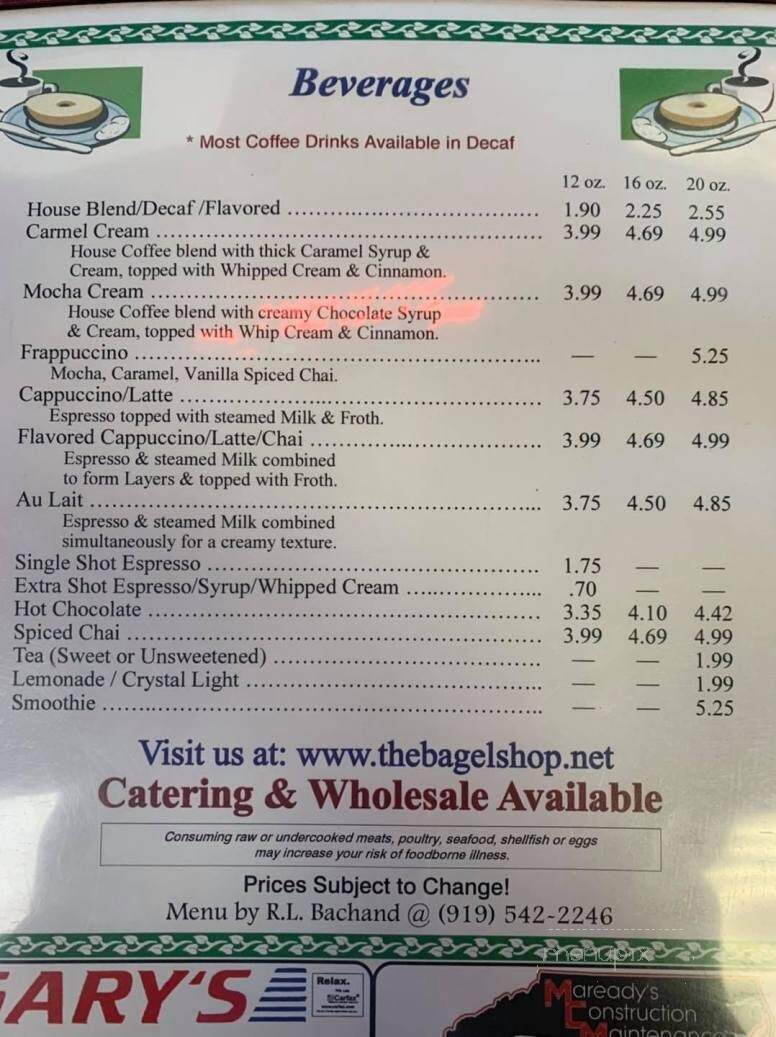 Beverages
* Most Coffee Drinks Available in Decaf
12 oz. 16 oz. 20 oz.
House Blend/Decaf /Flavored ........................................ 1.90 2.25 2.55
Carmel Cream ................................................................ 3.99 4.69 4.99
House Coffee blend with thick Caramel Syrup &
Cream, topped with Whipped Cream & Cinnamon.
Mocha Cream ................................................................ 3.99 4.69 4.99
House Coffee blend with creamy Chocolate Syrup
& Cream, topped with Whip Cream & Cinnamon.
Frappuccino ................................................................ — — 5.25
Mocha, Caramel, Vanilla Spiced Chai.
Cappuccino/Latte ........................................................ 3.75 4.50 4.85
Espresso topped with steamed Milk & Froth.
Flavored Cappuccino/Latte/Chai .................................... 3.99 4.69 4.99
Espresso & steamed Milk combined
to form Layers & topped with Froth.
Au Lait ........................................................................ 3.75 4.50 4.85
Espresso & steamed Milk combined
simultaneously for a creamy texture.
Single Shot Espresso .................................................... 1.75 — —
Extra Shot Espresso/Syrup/Whipped Cream ...................... .70 — —
Hot Chocolate .............................................................. 3.35 4.10 4.42
Spiced Chai .................................................................. 3.99 4.69 4.99
Tea (Sweet or Unsweetened) .......................................... — — 1.99
Lemonade / Crystal Light .............................................. — — 1.99
Smoothie ...................................................................... — — 5.25
Visit us at: www.thebagelshop.net
Catering & Wholesale Available
Consuming raw or undercooked meats, poultry, seafood, shellfish or eggs
may increase your risk of foodborne illness.
Prices Subject to Change!
Menu by R.L. Bachand @ (919) 542-2246
menupix
GARY'S
Relax.
Carfax
Maready's
Construction
Maintenance